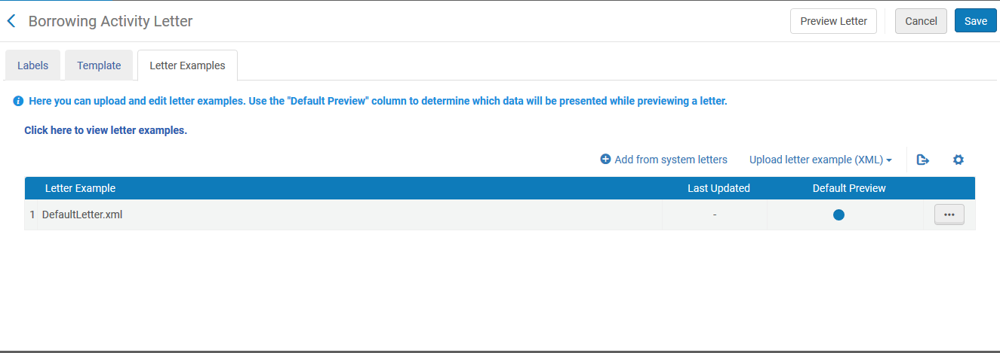 Borrowing Activity Letter
Preview Letter
Cancel
Save
Labels
Template
Letter Examples
Here you can upload and edit letter examples. Use the "Default Preview" column to determine which data will be presented while previewing a letter.
Click here to view letter examples.
Add from system letters
Upload letter example (XML)
Letter Example
Last Updated
Default Preview
1 DefaultLetter.xml -